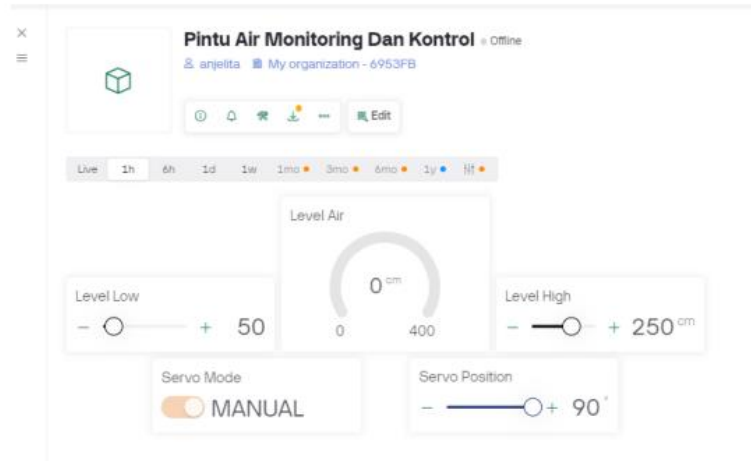 Pintu Air Monitoring Dan Kontrol Offline
anjelita My organization - 6953FB
Edit
Live 1h 6h 1d 1w 1mo 3mo 6mo 1y
Level Air
0 cm
0 400
Level Low
- + 50
Level High
- + 250 cm
Servo Mode
MANUAL
Servo Position
- + 90°